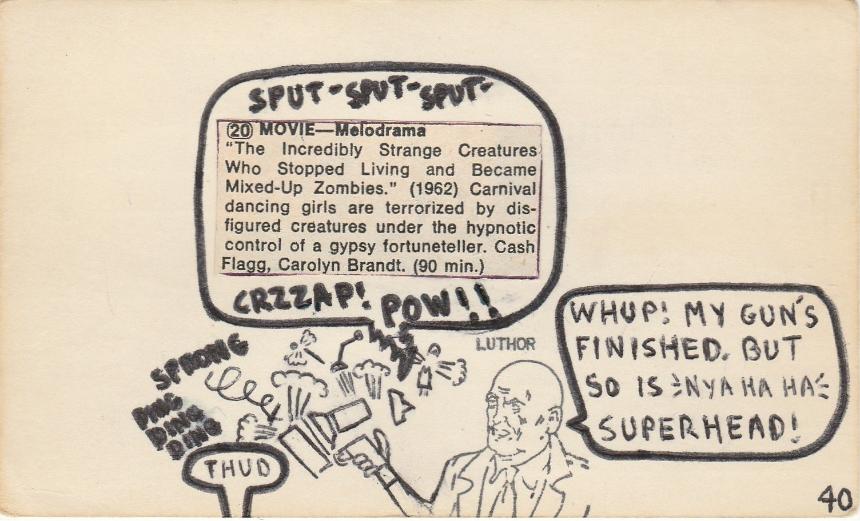 SPUT-SPUT-SPUT-
(20) MOVIE—Melodrama
"The Incredibly Strange Creatures
Who Stopped Living and Became
Mixed-Up Zombies." (1962) Carnival
dancing girls are terrorized by dis-
figured creatures under the hypnotic
control of a gypsy fortuneteller. Cash
Flagg, Carolyn Brandt. (90 min.)
CRZZAP! POW!!
SPRONG
DING
DING
DING
THUD
LUTHOR
WHUP! MY GUN'S
FINISHED. BUT
SO IS NYA HA HA
SUPERHEAD!
40